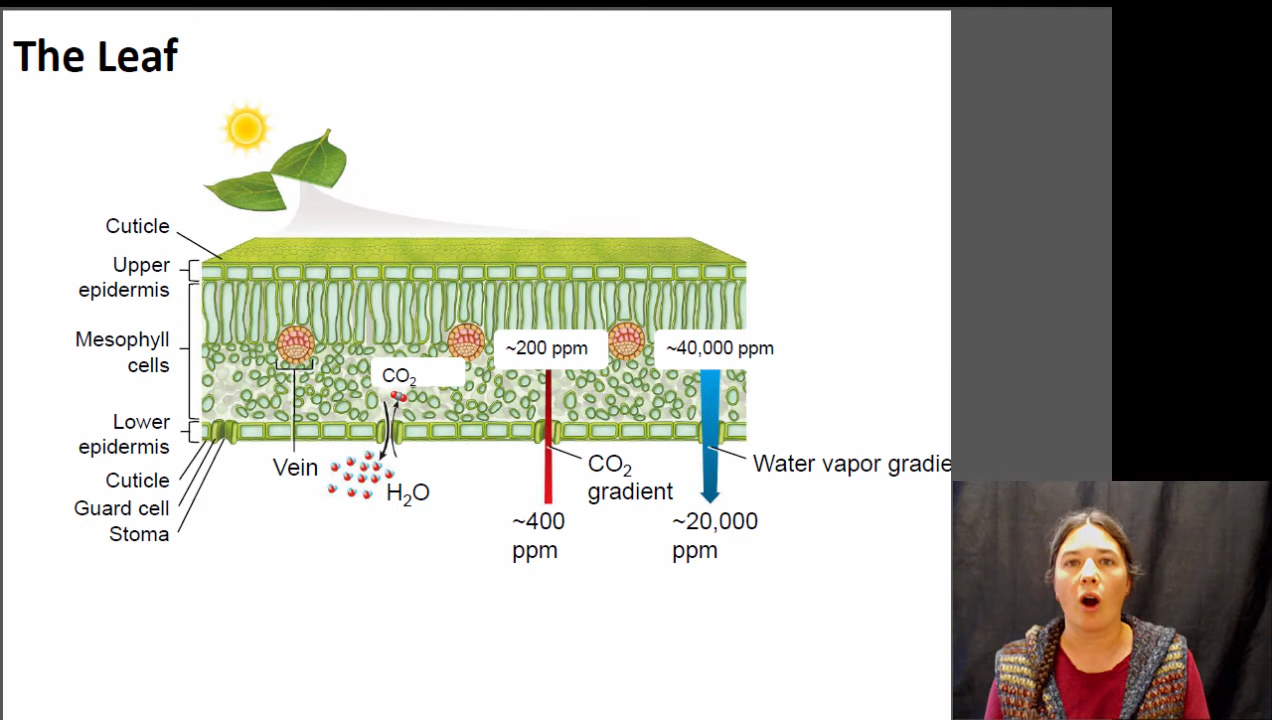 The Leaf
Cuticle
Upper
epidermis
Mesophyll
cells
Lower
epidermis
Cuticle
Guard cell
Stoma
Vein
CO₂
H₂O
~200 ppm
CO₂
gradient
~400
ppm
~40,000 ppm
Water vapor gradie
~20,000
ppm